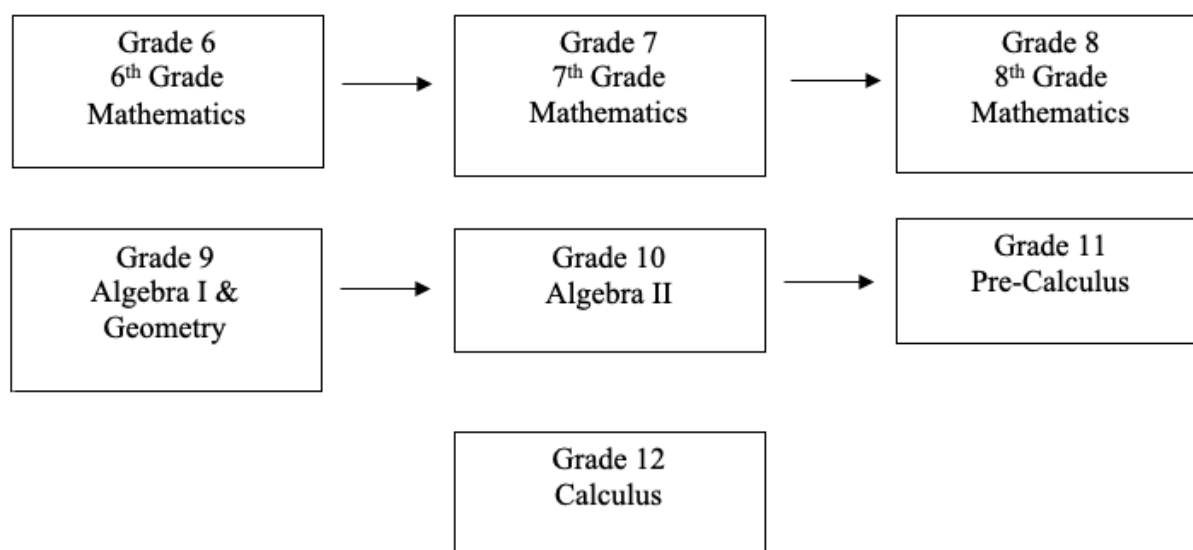 Grade 6
6th Grade
Mathematics
Grade 7
7th Grade
Mathematics
Grade 8
8th Grade
Mathematics
Grade 9
Algebra I &
Geometry
Grade 10
Algebra II
Grade 11
Pre-Calculus
Grade 12
Calculus